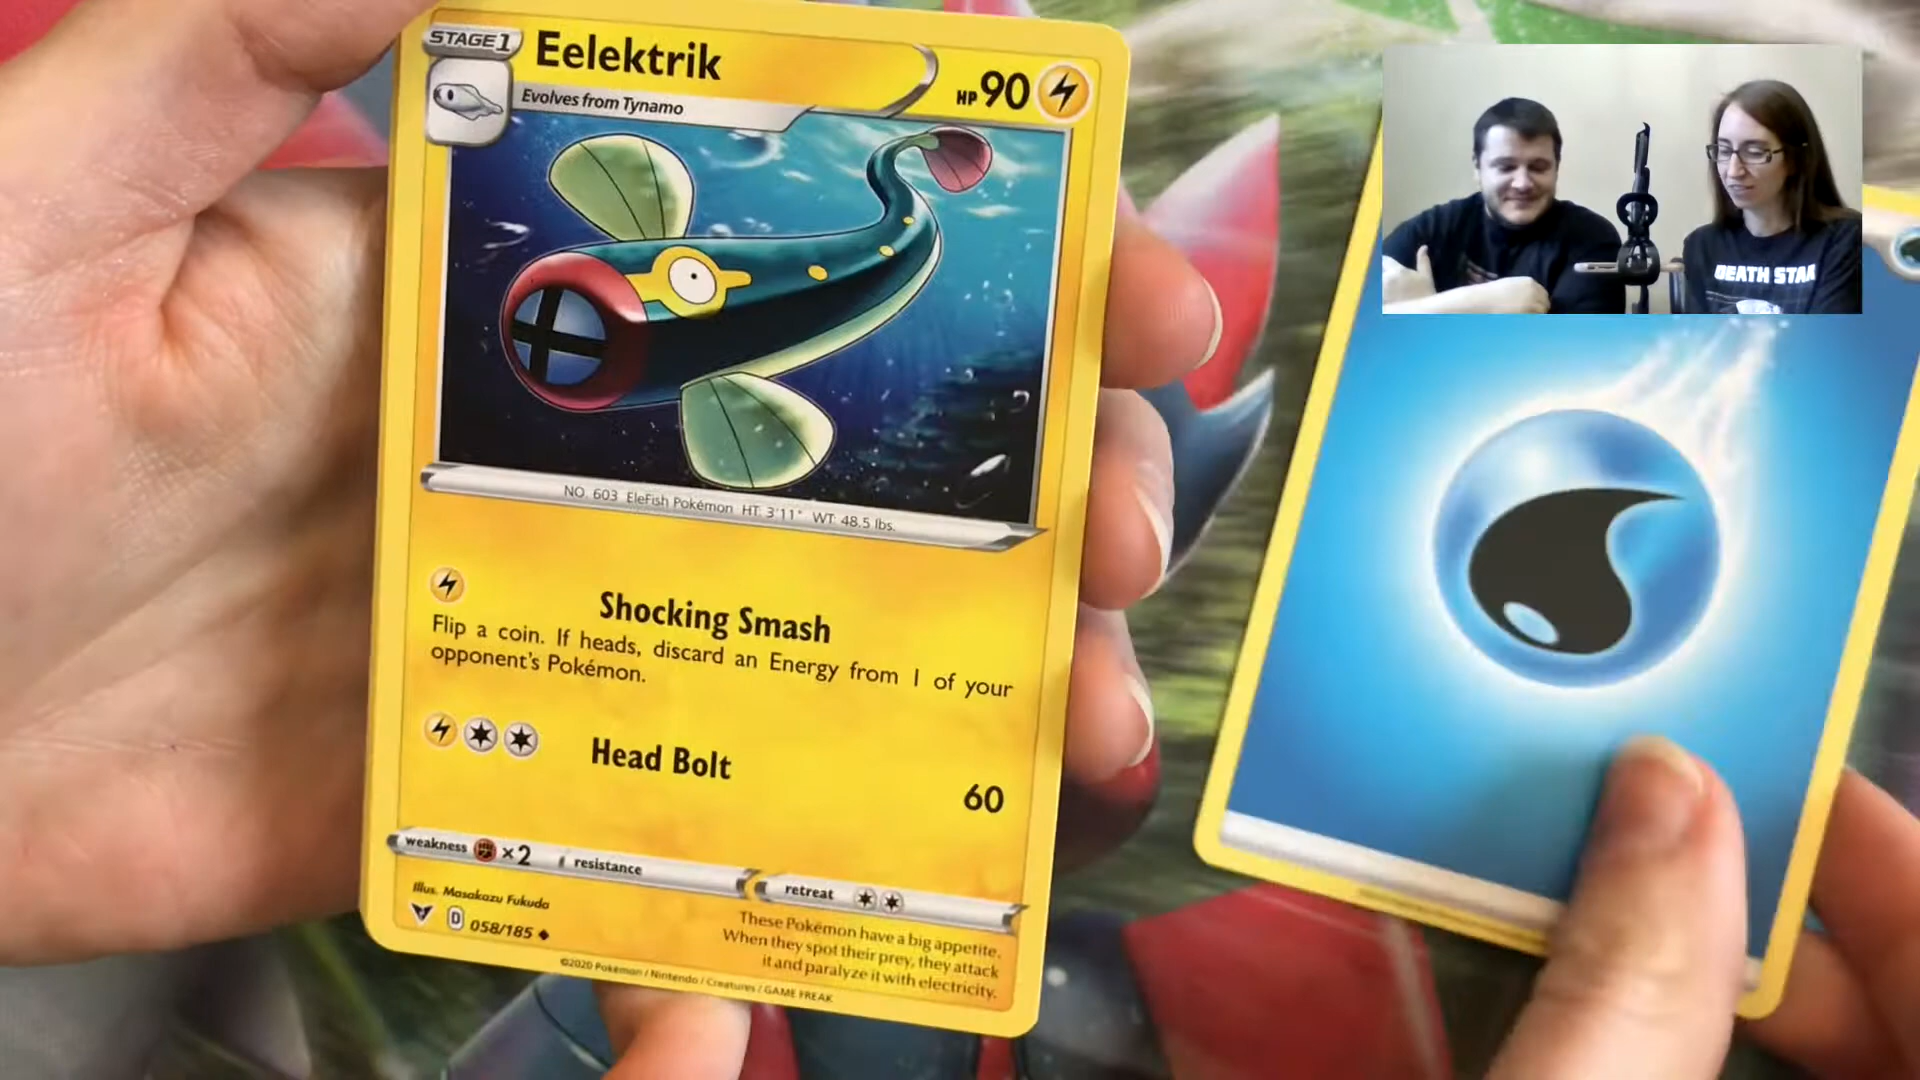 STAGE 1
Eelektrik
HP 90
Evolves from Tynamo
NO. 603 EleFish Pokémon HT: 3'11" WT: 48.5 lbs.
Shocking Smash
Flip a coin. If heads, discard an Energy from 1 of your
opponent's Pokémon.
Head Bolt
60
weakness ×2 resistance
retreat
Illus. Masakazu Fukuda
D 058/185
These Pokémon have a big appetite.
When they spot their prey, they attack
it and paralyze it with electricity.
©2020 Pokémon / Nintendo / Creatures / GAME FREAK
DEATH STAR